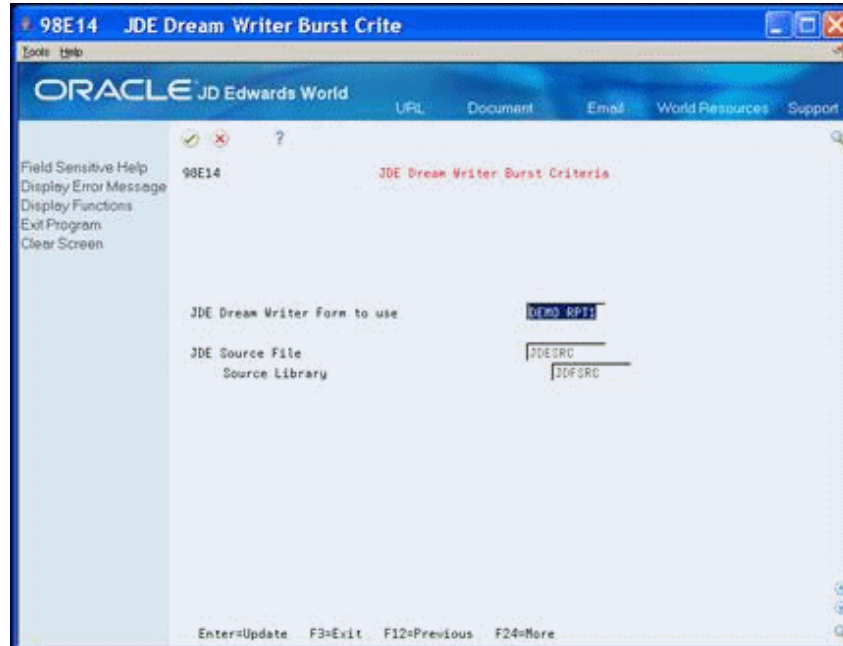 98E14 JDE Dream Writer Burst Crite
Tools Help
ORACLE JD Edwards World
URL Document Email World Resources Support
?
Field Sensitive Help
Display Error Message
Display Functions
Exit Program
Clear Screen
98E14 JDE Dream Writer Burst Criteria
JDE Dream Writer Form to use DEMO RPT1
JDE Source File JDESRC
Source Library JDFSRC
Enter=Update F3=Exit F12=Previous F24=More